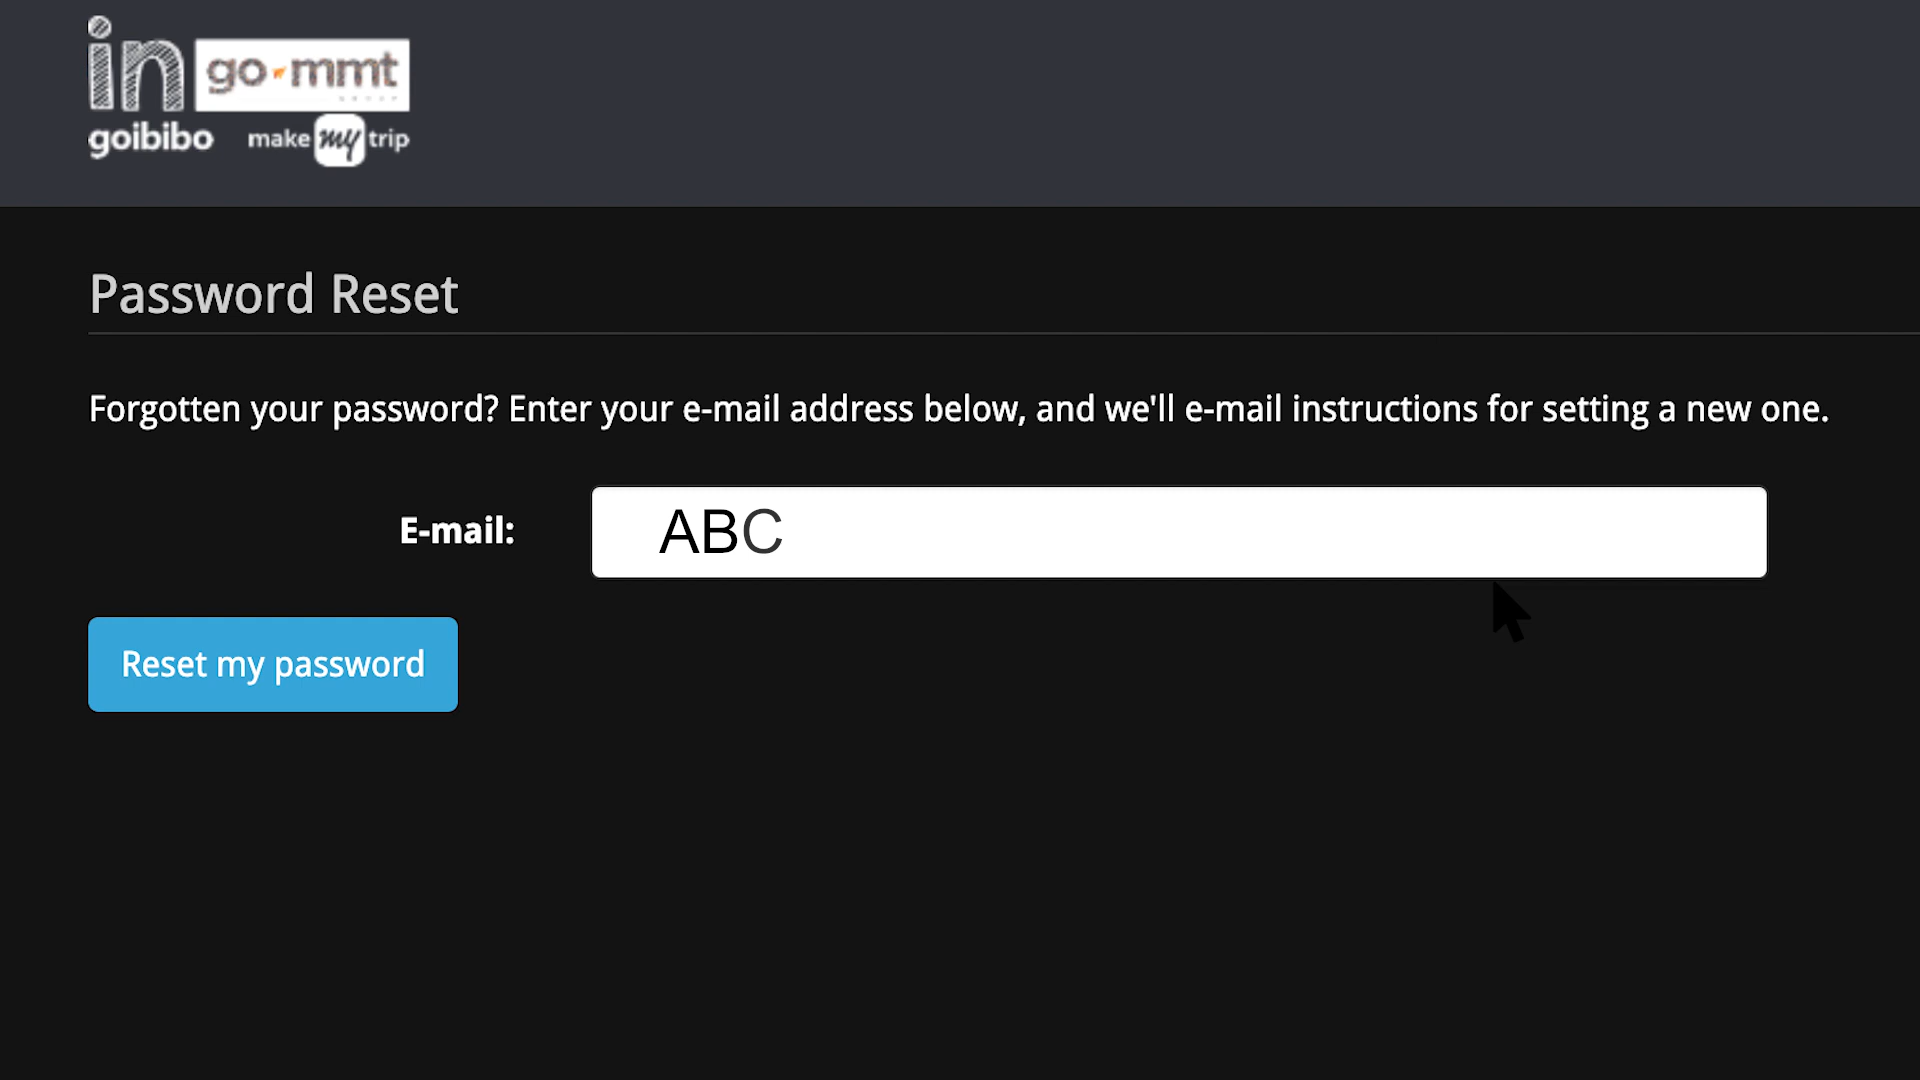 in go-mmt
goibibo make my trip
Password Reset
Forgotten your password? Enter your e-mail address below, and we'll e-mail instructions for setting a new one.
E-mail: ABC
Reset my password